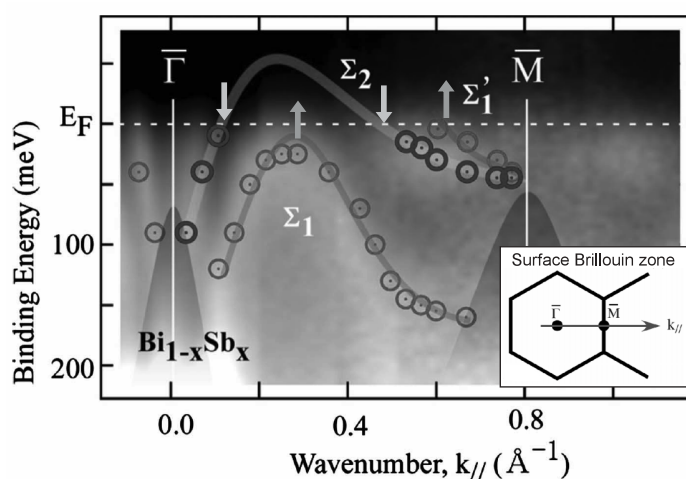 Γ̅
Σ₂
Σ₁'
M̅
E_F
Binding Energy (meV)
100
200
Σ₁
Bi₁₋ₓSbₓ
Surface Brillouin zone
Γ̅
M̅
k//
0.0
0.4
0.8
Wavenumber, k// (Å⁻¹)